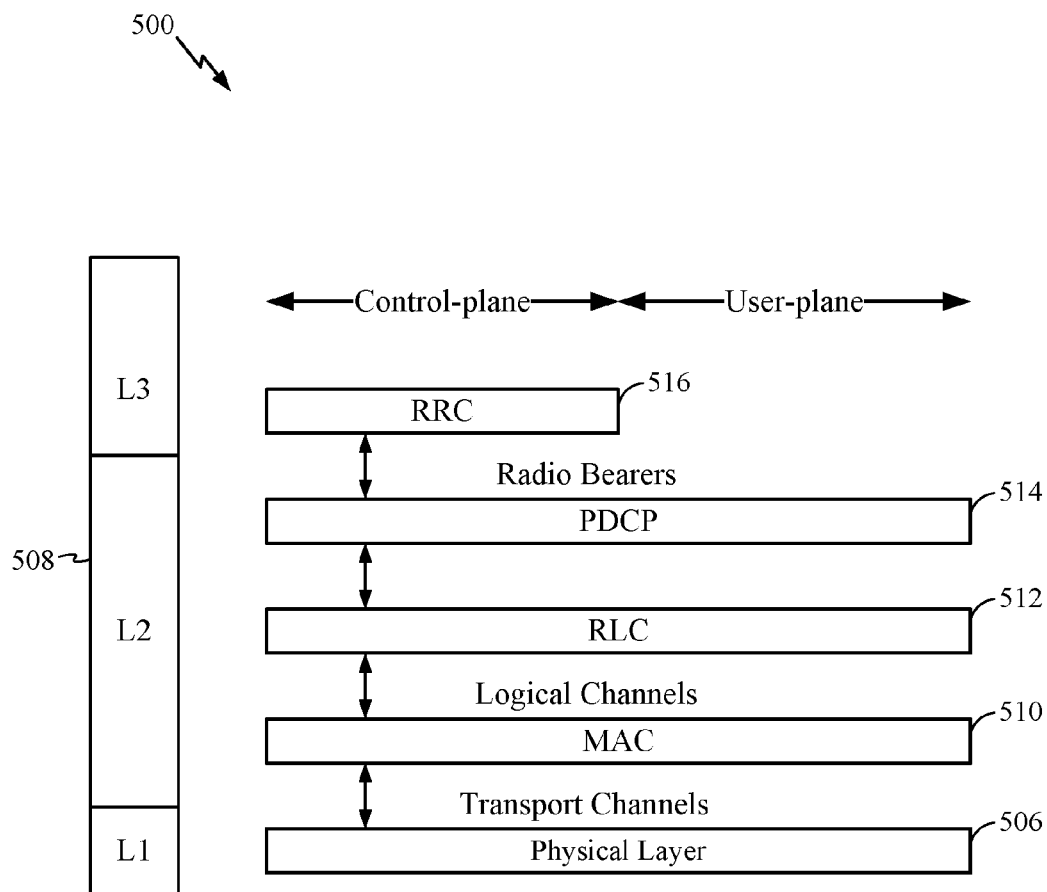 500
Control-plane
User-plane
L3
516
RRC
Radio Bearers
514
PDCP
508
512
L2
RLC
Logical Channels
510
MAC
Transport Channels
506
L1
Physical Layer